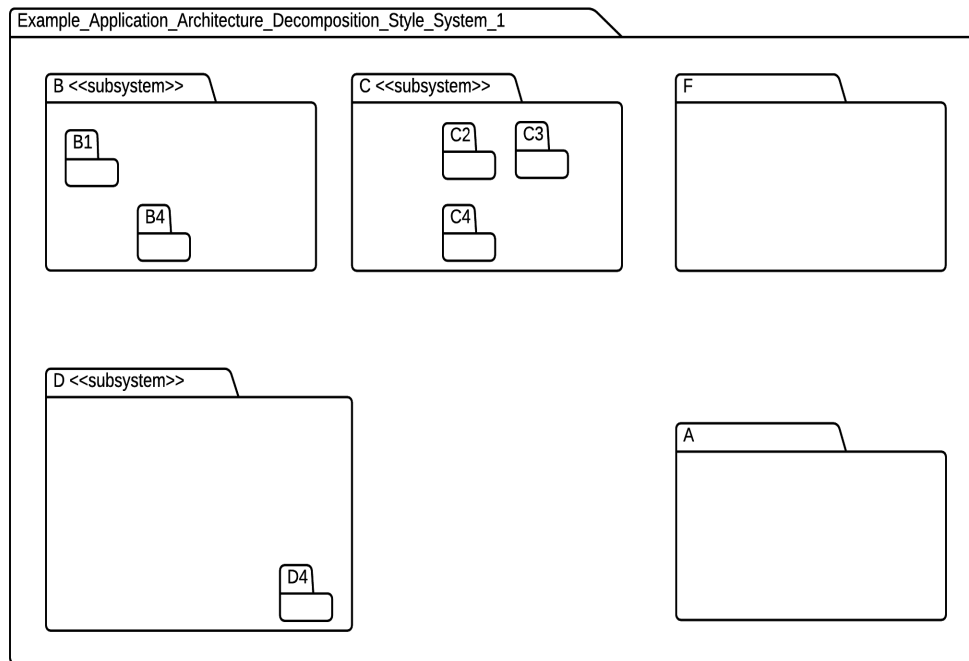 Example_Application_Architecture_Decomposition_Style_System_1
B <<subsystem>>
C <<subsystem>>
F
B1
C2
C3
B4
C4
D <<subsystem>>
A
D4